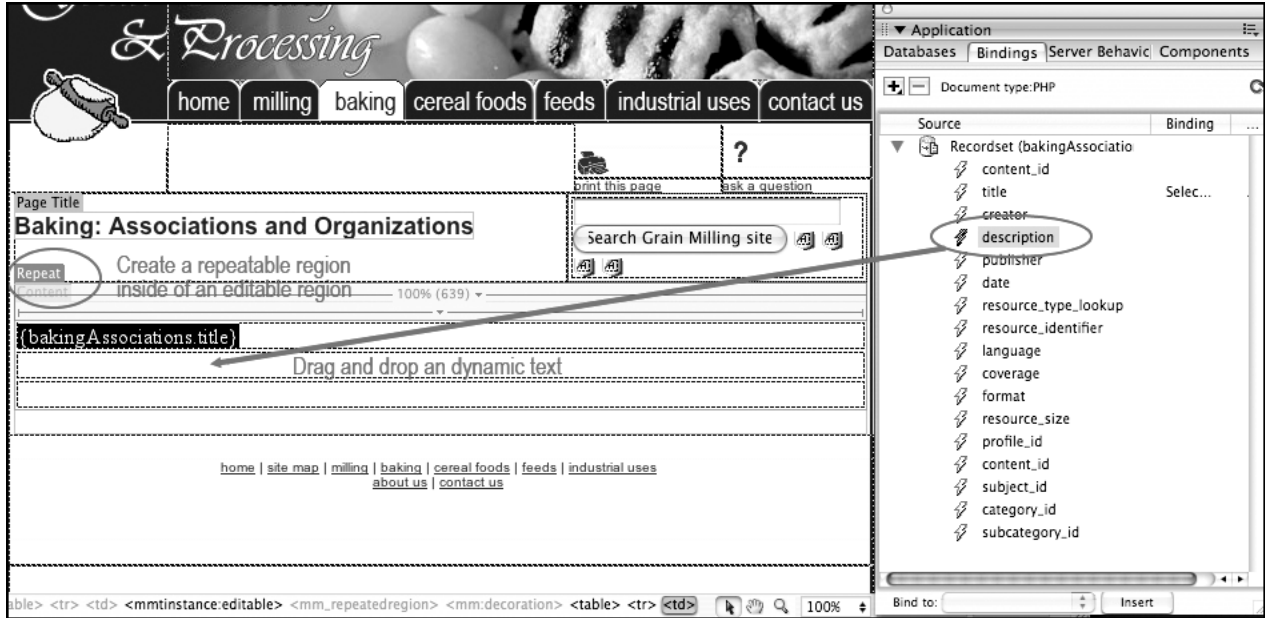 & Processing
home milling baking cereal foods feeds industrial uses contact us
?
print this page ask a question
Page Title
Baking: Associations and Organizations
Search Grain Milling site
Repeat
Content
Create a repeatable region
inside of an editable region
100% (639)
{bakingAssociations.title}
Drag and drop an dynamic text
home | site map | milling | baking | cereal foods | feeds | industrial uses
about us | contact us
able> <tr> <td> <mmtinstance:editable> <mm_repeatedregion> <mm:decoration> <table> <tr> <td> 100%
Application
Databases Bindings Server Behavic Components
Document type:PHP
Source Binding ...
Recordset (bakingAssociatio
content_id
title Selec...
creator
description
publisher
date
resource_type_lookup
resource_identifier
language
coverage
format
resource_size
profile_id
content_id
subject_id
category_id
subcategory_id
Bind to: Insert